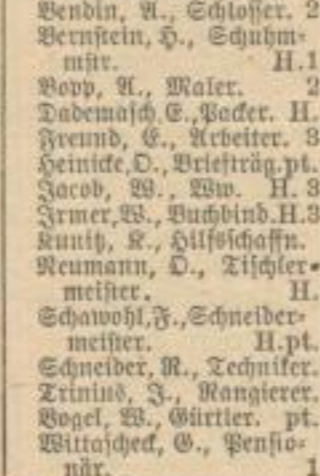 Bendin, A., Schlosser. 2
Bernstein, H., Schuhm-
mstr. H.1
Bopp, A., Maler. 2
Dademasch E., Packer. H.
Freund, E., Arbeiter. 3
Heinicke, O., Briefträg. pt.
Jacob, W., Ww. H. 3
Irmer, W., Buchbind. H.3
Kunitz, K., Hilfsschaffn.
Neumann, O., Tischler-
meister. H.
Schawohl, F., Schneider-
meister. H.pt.
Schneider, R., Techniker.
Trinius, J., Rangierer.
Vogel, W., Gürtler. pt.
Wittascheck, G., Pensio-
när. 1